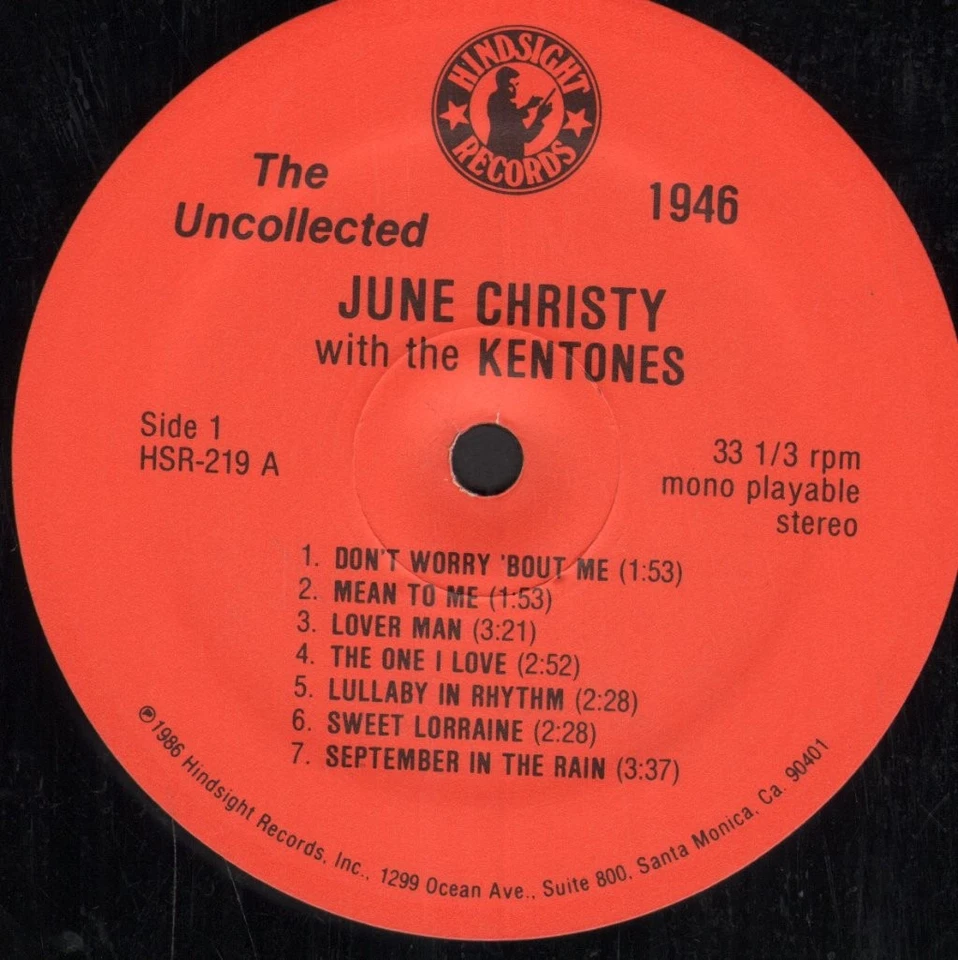 HINDSIGHT
RECORDS
The
Uncollected
1946
JUNE CHRISTY
with the KENTONES
Side 1
HSR-219 A
33 1/3 rpm
mono playable
stereo
1. DON'T WORRY 'BOUT ME (1:53)
2. MEAN TO ME (1:53)
3. LOVER MAN (3:21)
4. THE ONE I LOVE (2:52)
5. LULLABY IN RHYTHM (2:28)
6. SWEET LORRAINE (2:28)
7. SEPTEMBER IN THE RAIN (3:37)
℗1986 Hindsight Records, Inc., 1299 Ocean Ave., Suite 800, Santa Monica, Ca. 90401